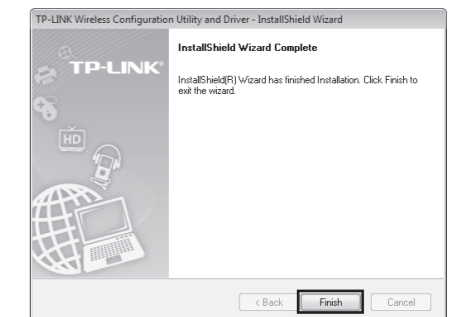 TP-LINK Wireless Configuration Utility and Driver - InstallShield Wizard
TP-LINK®
InstallShield Wizard Complete
InstallShield(R) Wizard has finished Installation. Click Finish to
exit the wizard.
HD
< Back
Finish
Cancel